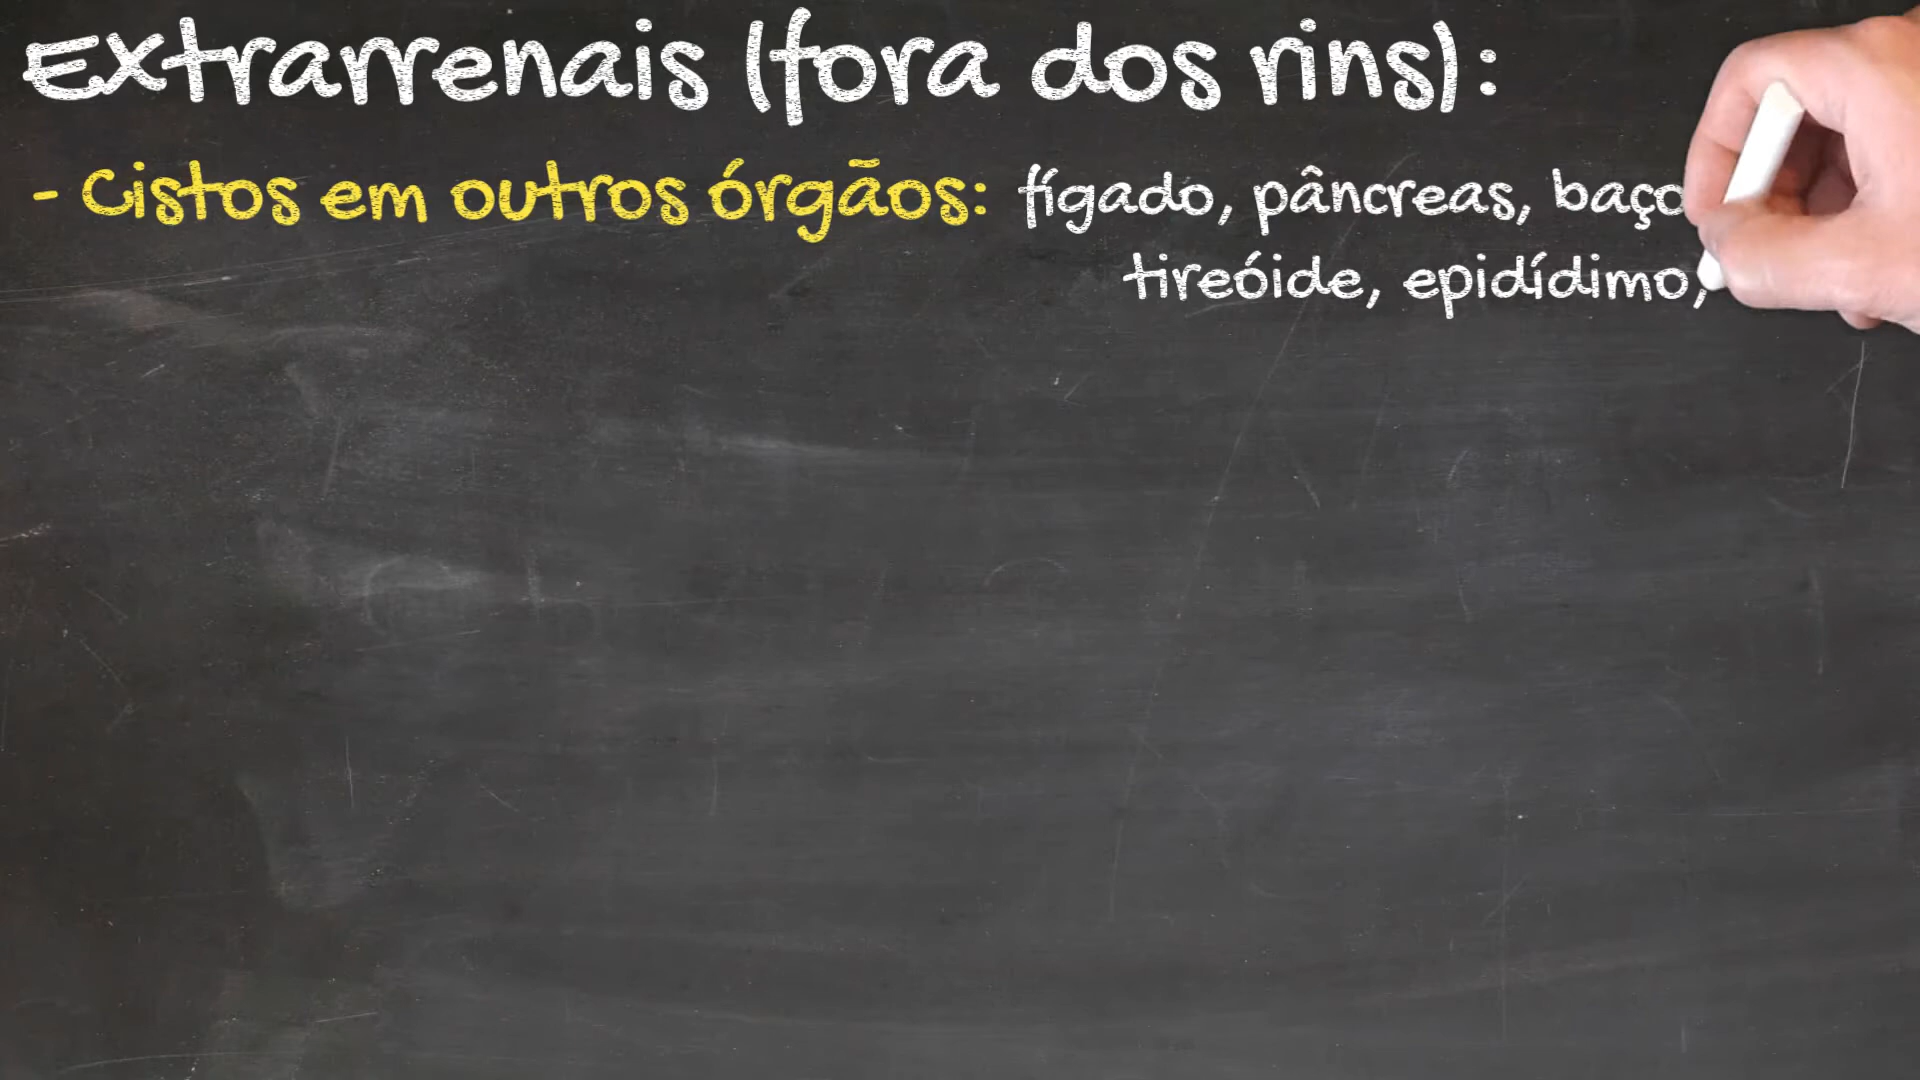 Extrarrenais (fora dos rins):
- Cistos em outros órgãos: fígado, pâncreas, baço
tireóide, epidídimo,